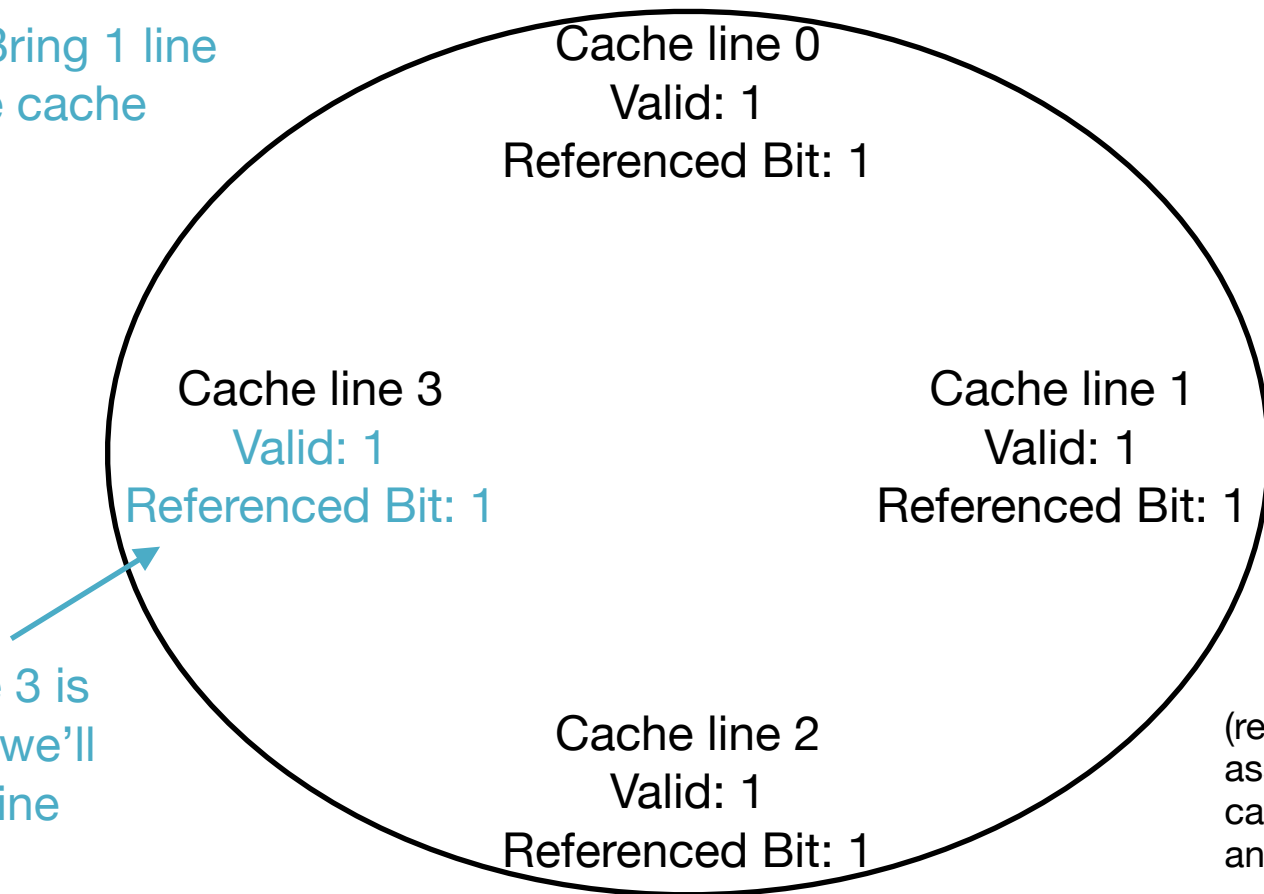 Bring 1 line
e cache
Cache line 0
Valid: 1
Referenced Bit: 1
Cache line 3
Valid: 1
Referenced Bit: 1
Cache line 1
Valid: 1
Referenced Bit: 1
3 is
we’ll
ine
Cache line 2
Valid: 1
Referenced Bit: 1
(re
as
ca
an